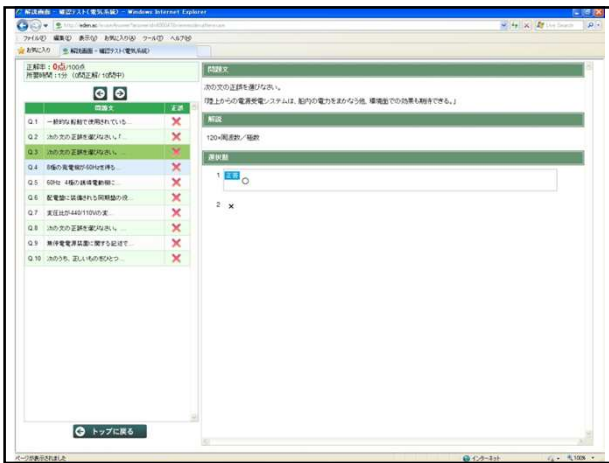 解説画面 - 確認テスト(電気系統) - Windows Internet Explorer
Live Search
ファイル(F) 編集(E) 表示(V) お気に入り(A) ツール(T) ヘルプ(H)
お気に入り 解説画面 - 確認テスト(電気系統)
正解率:0点/100点
所要時間:1分 (0問正解/10問中)
問題文 正誤
Q.1 一般的な船舶で使用されている...
Q.2 次の文の正誤を選びなさい。「...
Q.3 次の文の正誤を選びなさい。...
Q.4 8極の発電機が60Hzを得る...
Q.5 60Hz 4極の誘導電動機に...
Q.6 配電盤に装備される同期盤の役...
Q.7 変圧比が440/110Vの変...
Q.8 次の文の正誤を選びなさい。...
Q.9 無停電電源装置に関する記述で...
Q.10 次のうち、正しいものをひとつ...
トップに戻る
問題文
次の文の正誤を選びなさい。
「陸上からの電源受電システムは、船内の電力をまかなう他、環境面での効果も期待できる。」
解説
120×周波数/極数
選択肢
1 正答 ○
2 ×
ページが表示されました
インターネット
100%